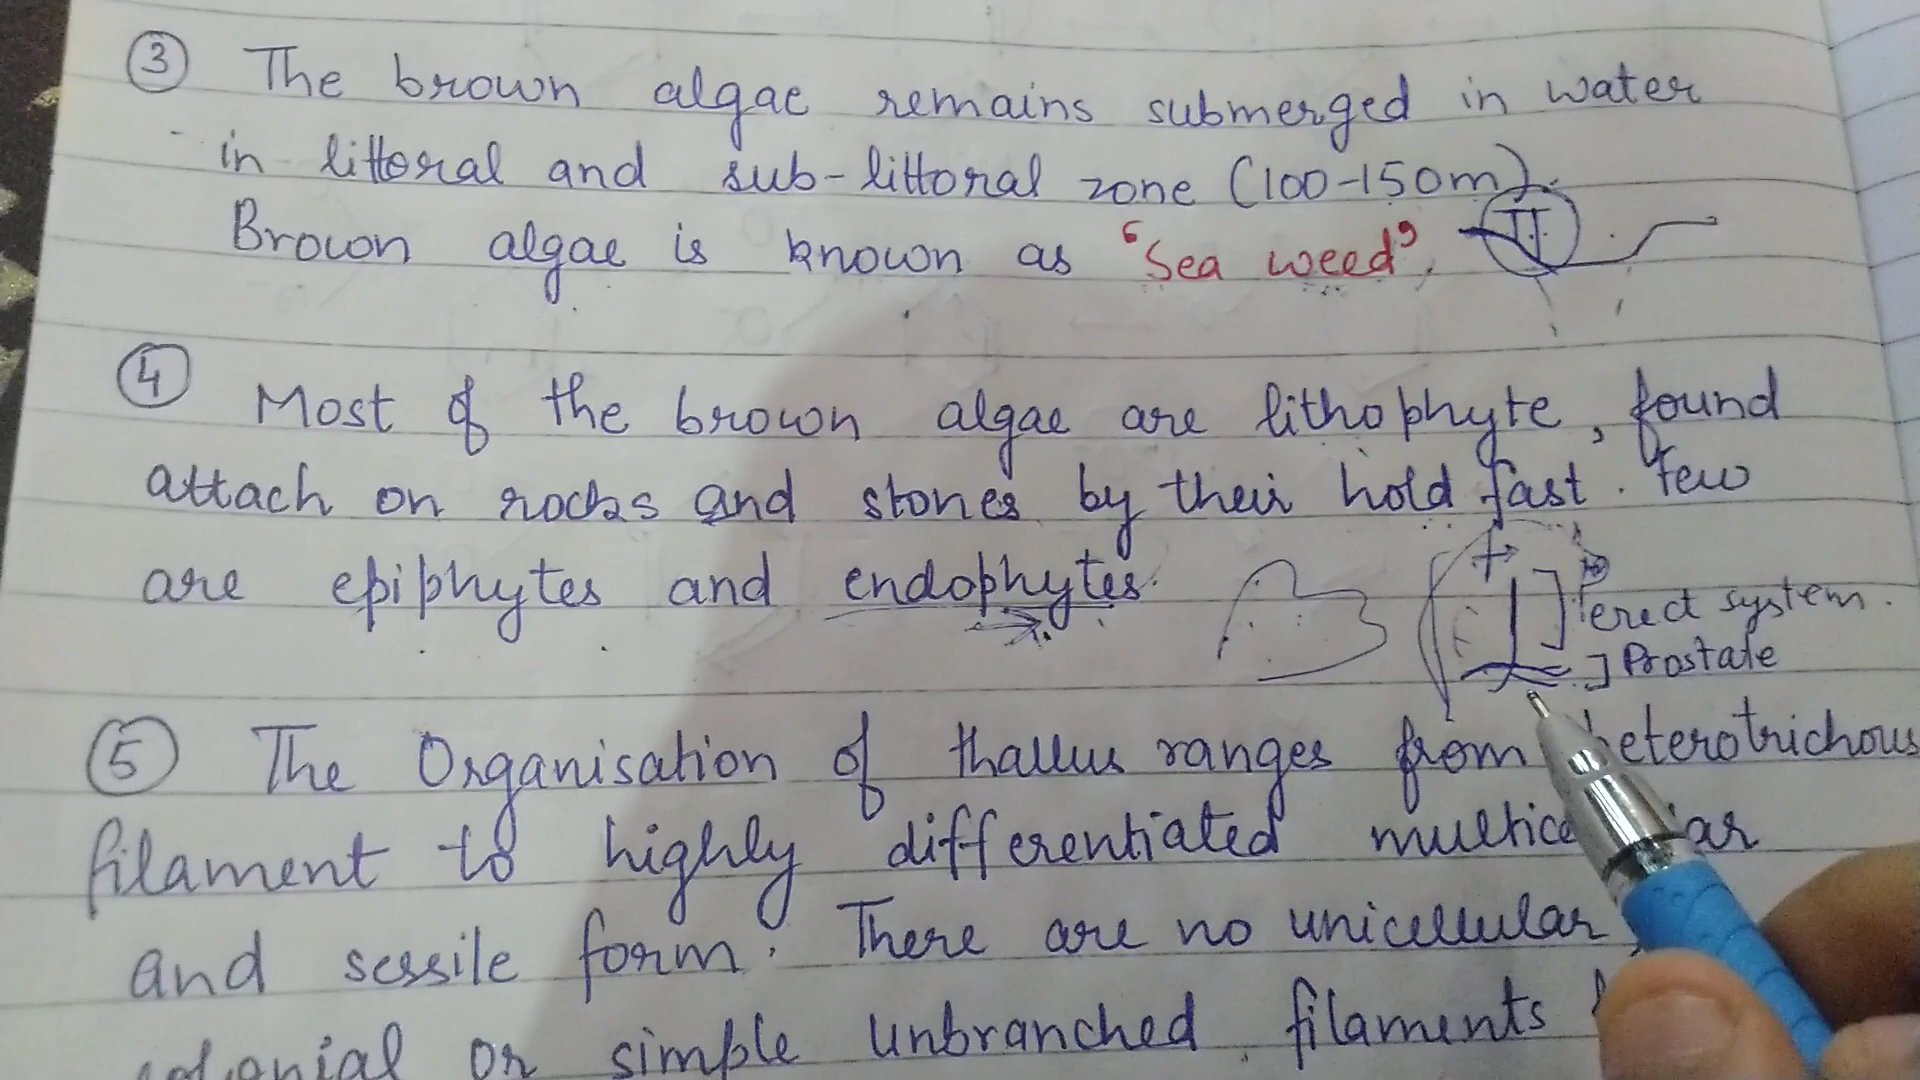 ③ The brown algae remains submerged in water
in littoral and sub-littoral zone (100-150m).
Brown algae is known as "Sea weed",
④ Most of the brown algae are lithophyte, found
attach on rocks and stones by their hold fast. Few
are epiphytes and endophytes.
erect system.
Prostate
⑤ The Organisation of thallus ranges from heterotrichous
filament to highly differentiated
and sessile form. There are no unicellular,
colonial or simple unbranched filaments